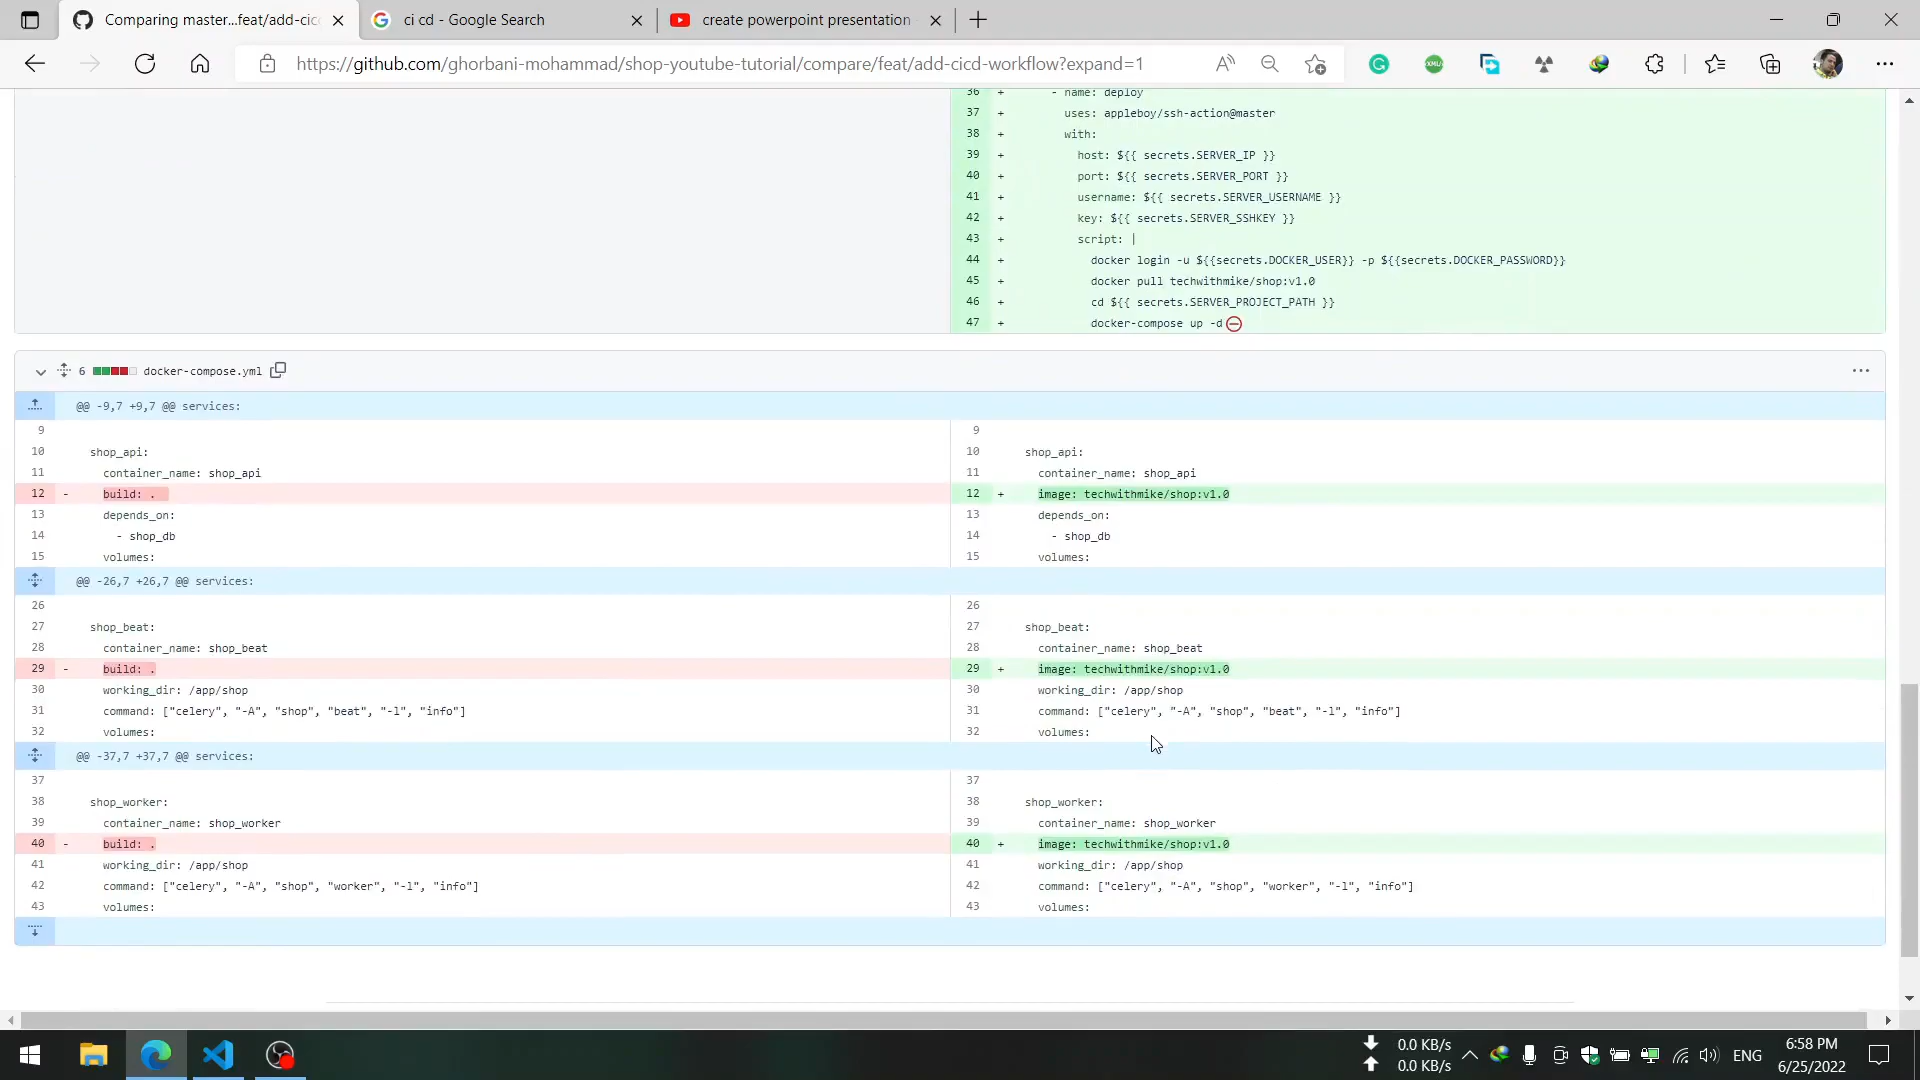 Comparing master...feat/add-cicd
ci cd - Google Search
create powerpoint presentation
https://github.com/ghorbani-mohammad/shop-youtube-tutorial/compare/feat/add-cicd-workflow?expand=1
36 + - name: deploy
37 + uses: appleboy/ssh-action@master
38 + with:
39 + host: ${{ secrets.SERVER_IP }}
40 + port: ${{ secrets.SERVER_PORT }}
41 + username: ${{ secrets.SERVER_USERNAME }}
42 + key: ${{ secrets.SERVER_SSHKEY }}
43 + script: |
44 + docker login -u ${{secrets.DOCKER_USER}} -p ${{secrets.DOCKER_PASSWORD}}
45 + docker pull techwithmike/shop:v1.0
46 + cd ${{ secrets.SERVER_PROJECT_PATH }}
47 + docker-compose up -d
6 docker-compose.yml
@@ -9,7 +9,7 @@ services:
9 9
10 shop_api: 10 shop_api:
11 container_name: shop_api 11 container_name: shop_api
12 - build: . 12 + image: techwithmike/shop:v1.0
13 depends_on: 13 depends_on:
14 - shop_db 14 - shop_db
15 volumes: 15 volumes:
@@ -26,7 +26,7 @@ services:
26 26
27 shop_beat: 27 shop_beat:
28 container_name: shop_beat 28 container_name: shop_beat
29 - build: . 29 + image: techwithmike/shop:v1.0
30 working_dir: /app/shop 30 working_dir: /app/shop
31 command: ["celery", "-A", "shop", "beat", "-l", "info"] 31 command: ["celery", "-A", "shop", "beat", "-l", "info"]
32 volumes: 32 volumes:
@@ -37,7 +37,7 @@ services:
37 37
38 shop_worker: 38 shop_worker:
39 container_name: shop_worker 39 container_name: shop_worker
40 - build: . 40 + image: techwithmike/shop:v1.0
41 working_dir: /app/shop 41 working_dir: /app/shop
42 command: ["celery", "-A", "shop", "worker", "-l", "info"] 42 command: ["celery", "-A", "shop", "worker", "-l", "info"]
43 volumes: 43 volumes:
0.0 KB/s
0.0 KB/s
ENG
6:58 PM
6/25/2022